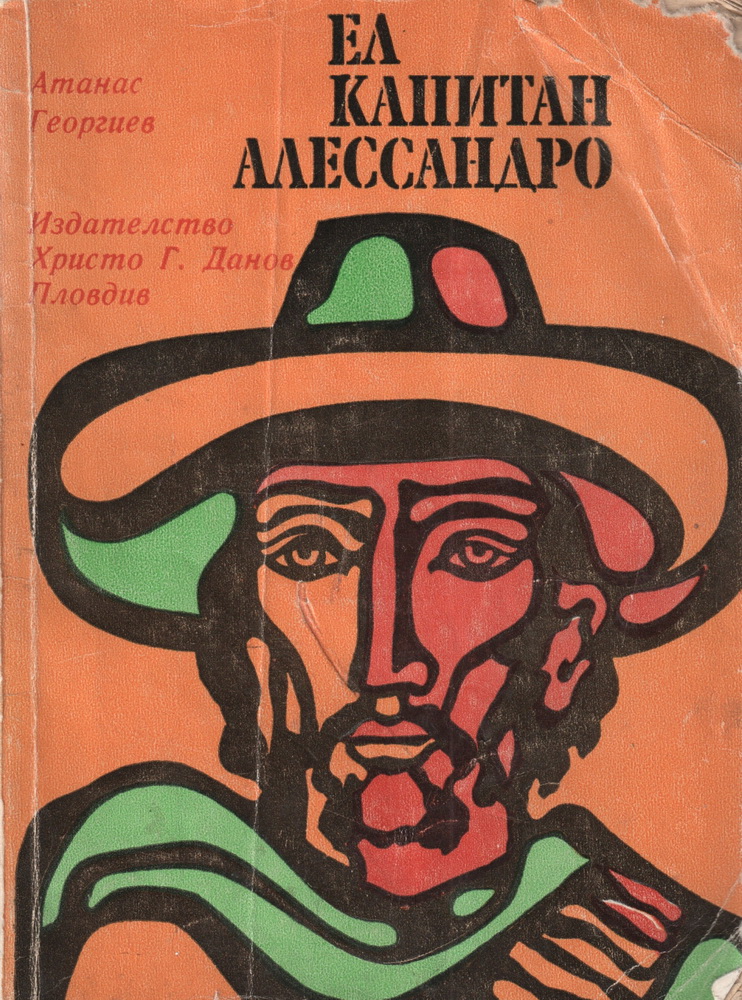 ЕЛ
КАПИТАН
АЛЕССАНДРО
Атанас
Георгиев
Издателство
Христо Г. Данов
Пловдив